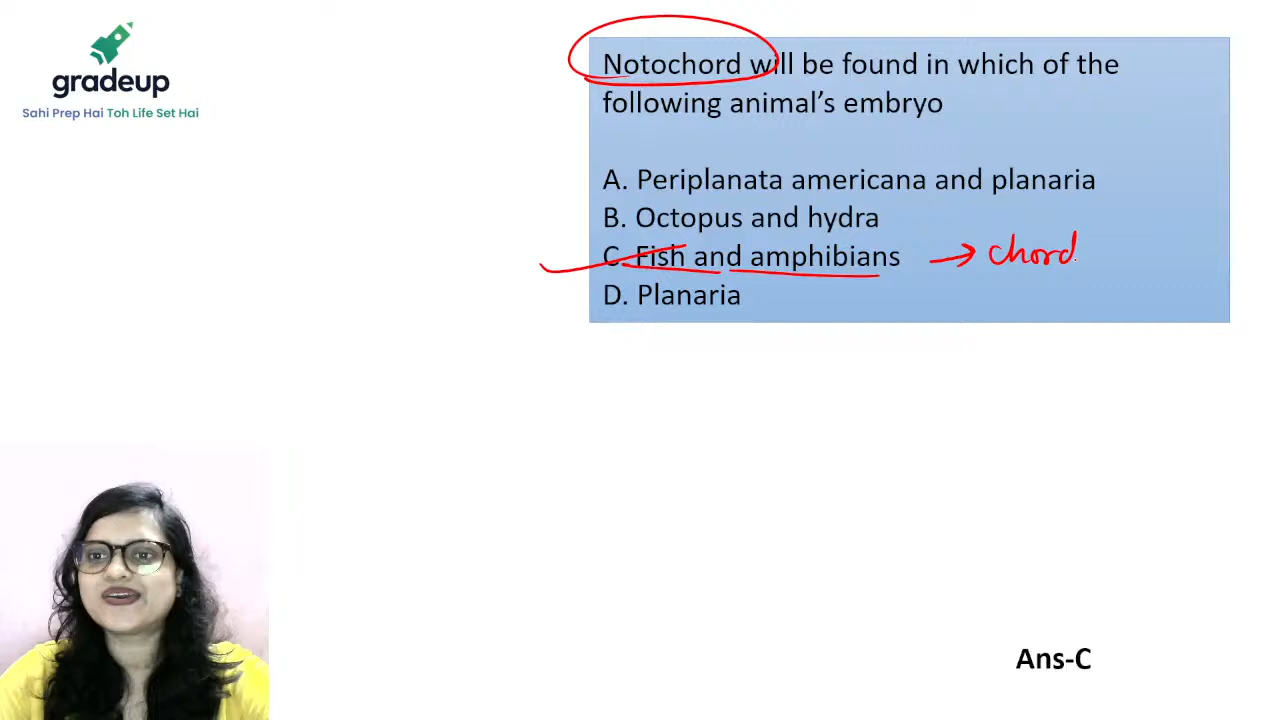 gradeup
Sahi Prep Hai Toh Life Set Hai
Notochord will be found in which of the
following animal’s embryo
A. Periplanata americana and planaria
B. Octopus and hydra
C. Fish and amphibians → chord
D. Planaria
Ans-C